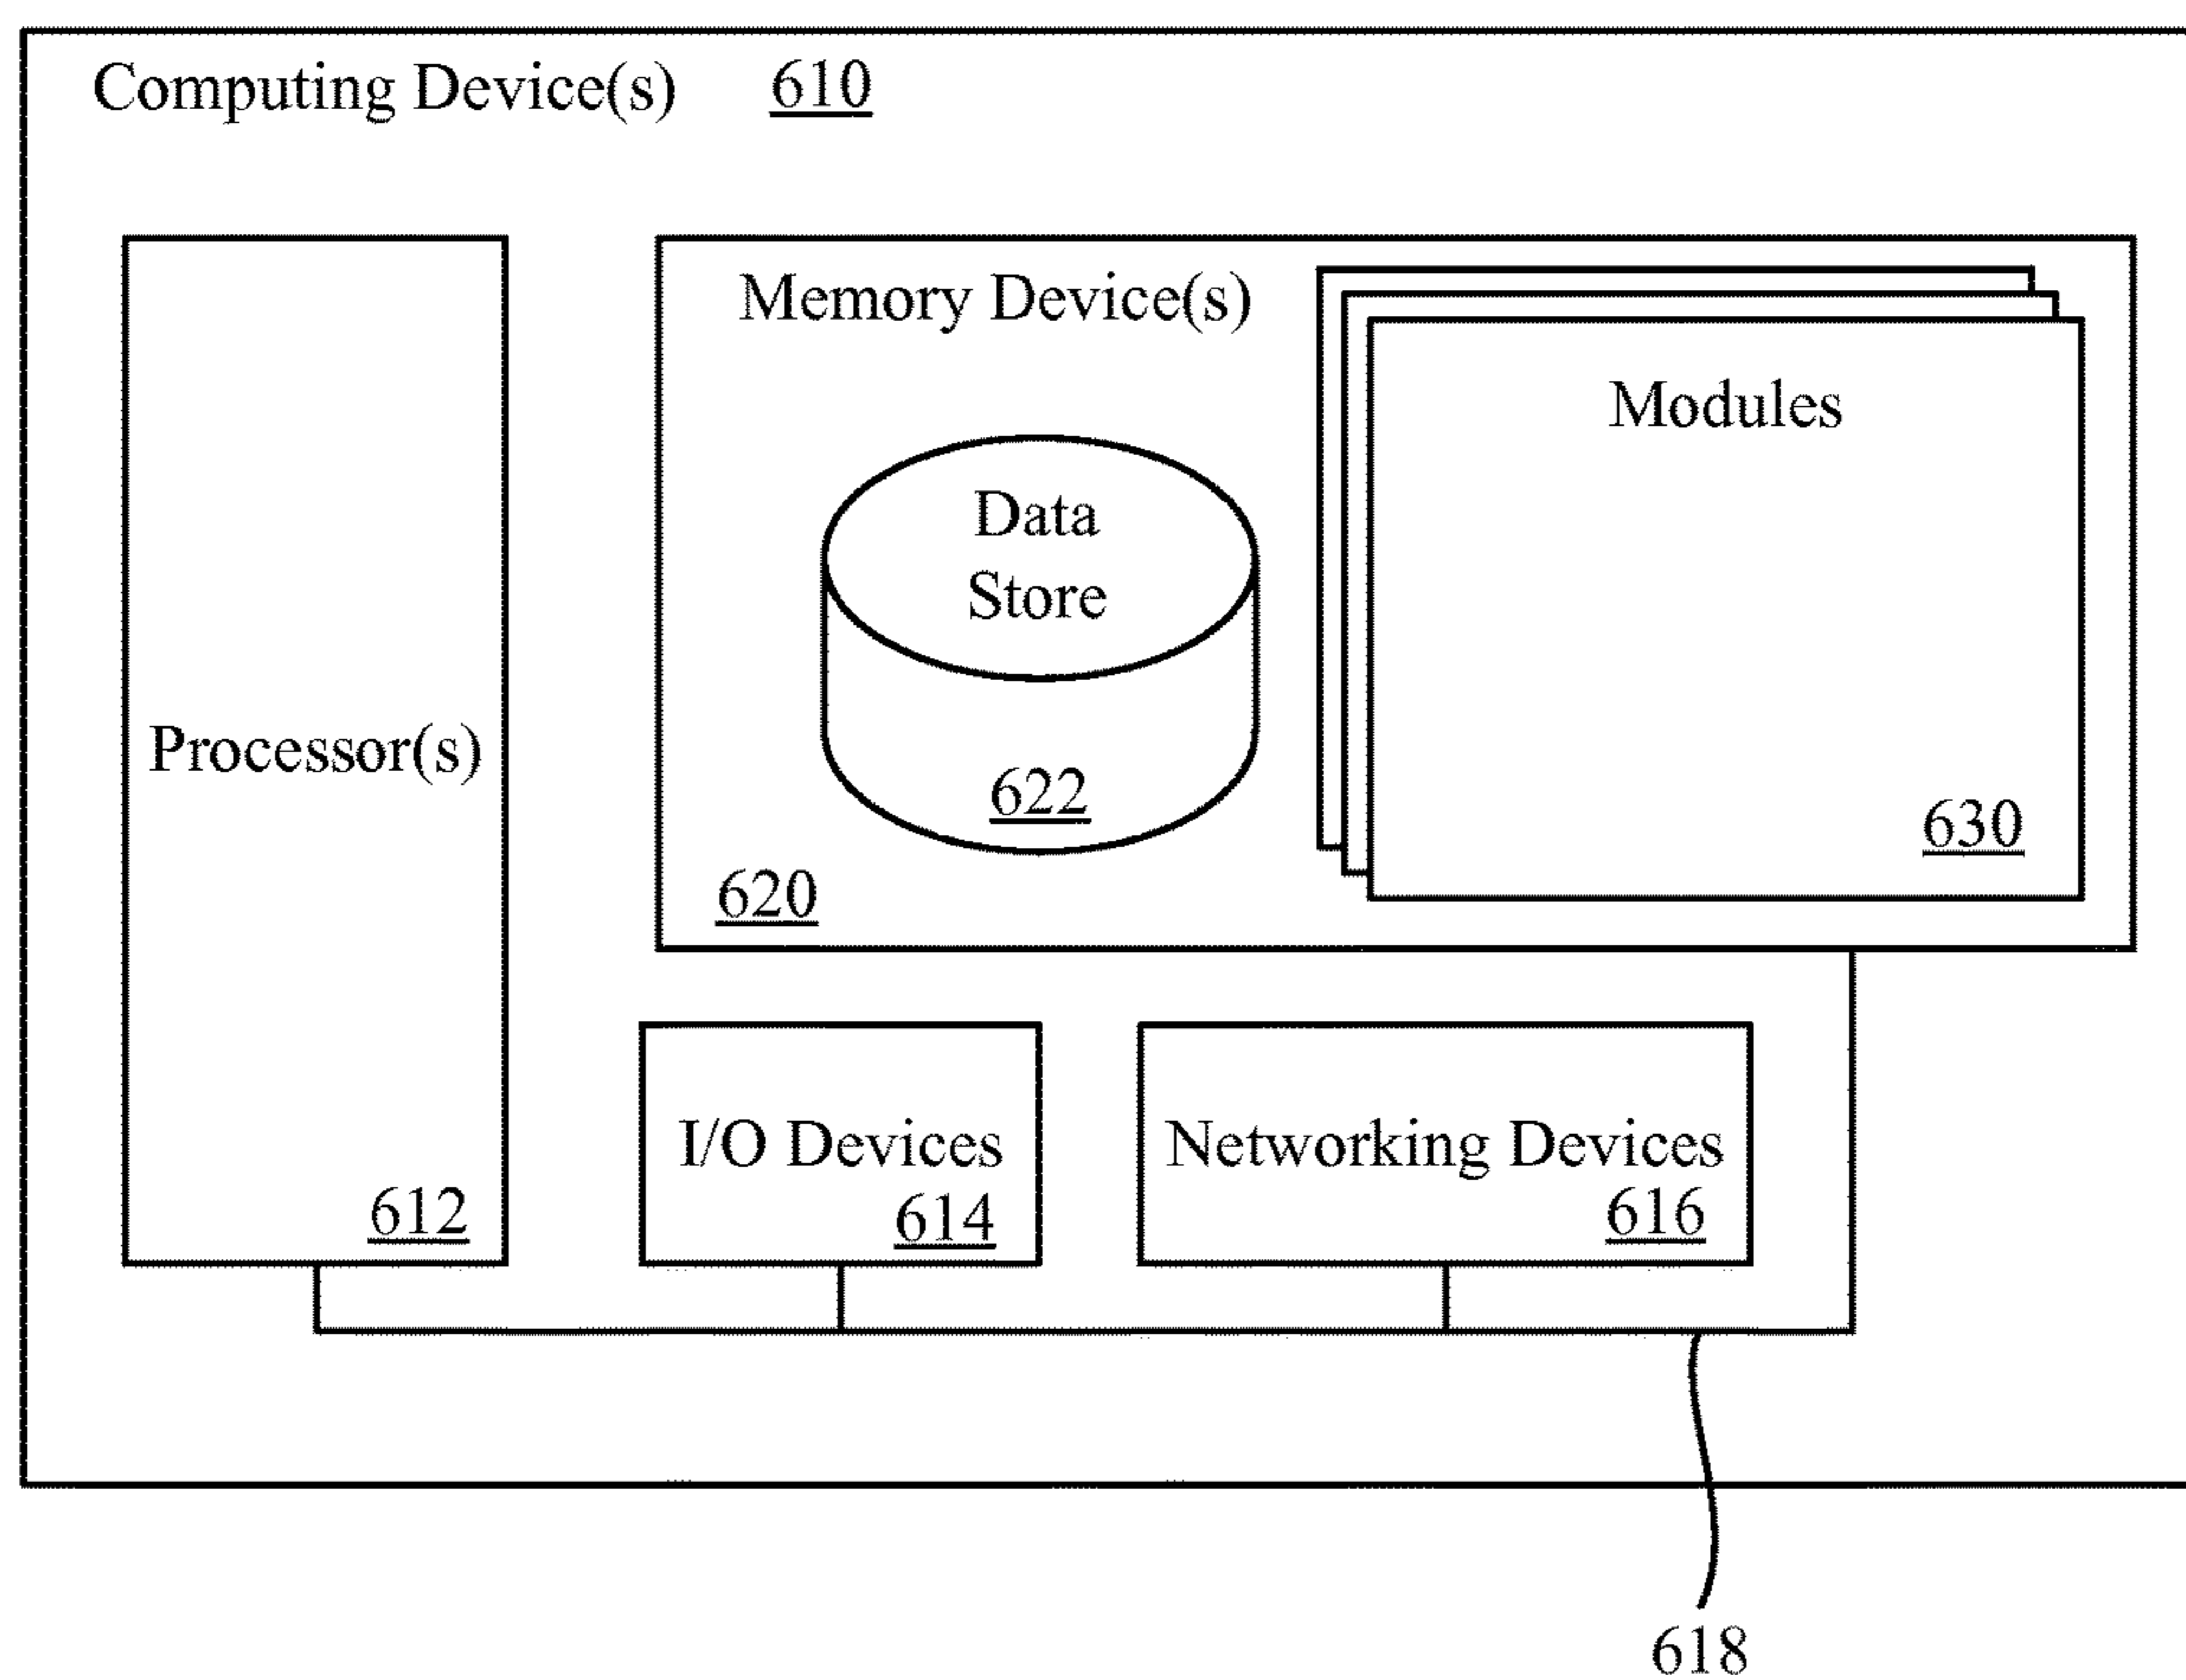 Computing Device(s) 610
Memory Device(s)
Modules
Data
Store
Processor(s)
622
630
620
I/O Devices
Networking Devices
612
614
616
618